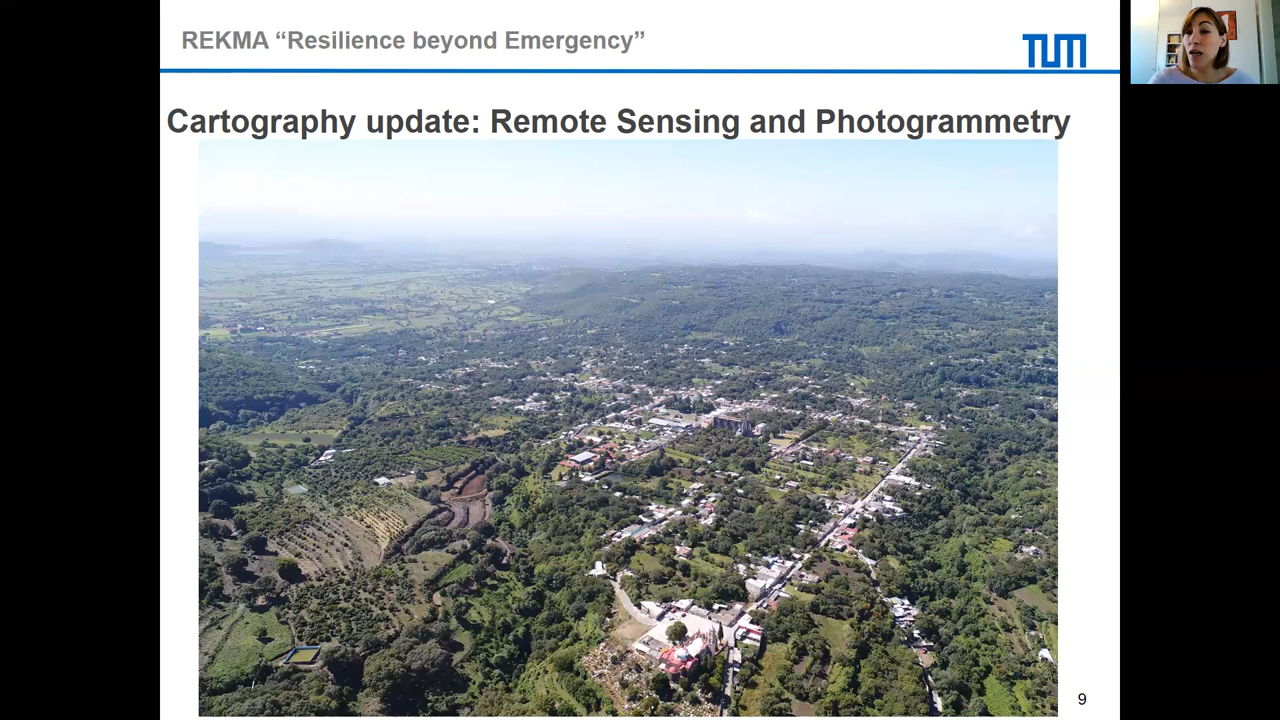 REKMA “Resilience beyond Emergency”
TUM
Cartography update: Remote Sensing and Photogrammetry
9